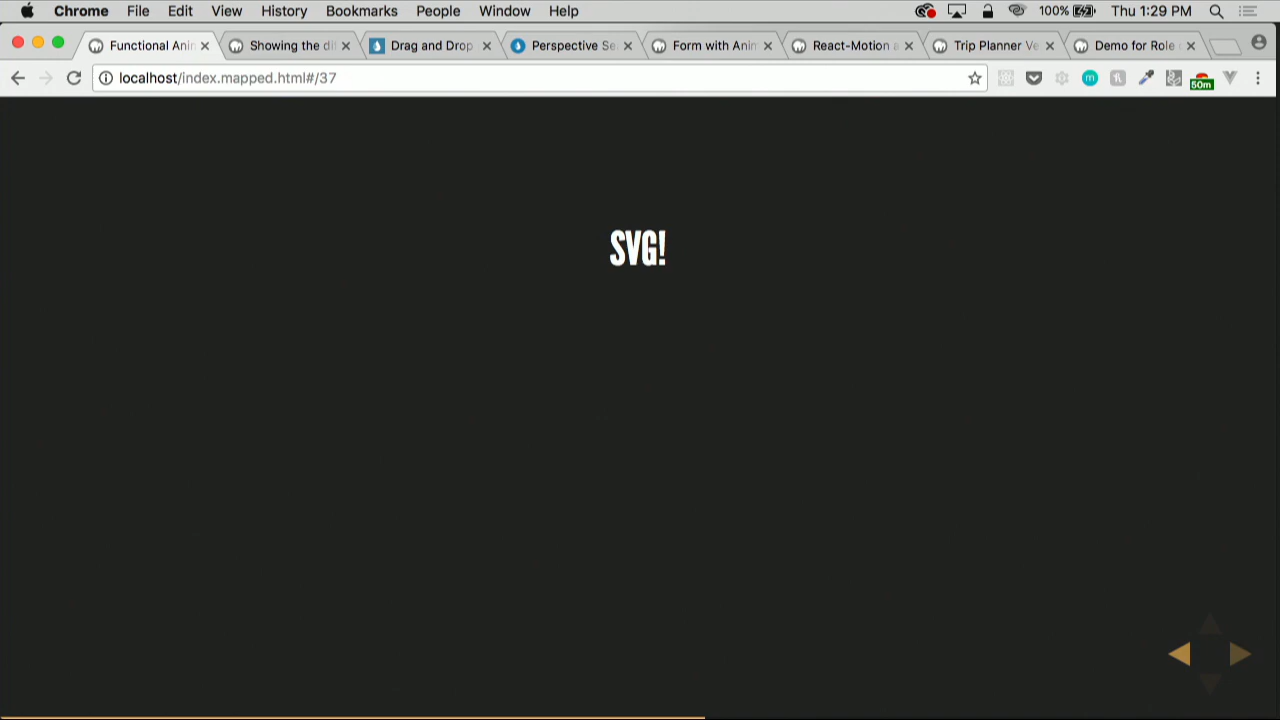 Chrome File Edit View History Bookmarks People Window Help 100% Thu 1:29 PM
Functional Ani Showing the di Drag and Drop Perspective Se Form with Anim React-Motion a Trip Planner Ve Demo for Role
localhost/index.mapped.html#/37
50m
SVG!